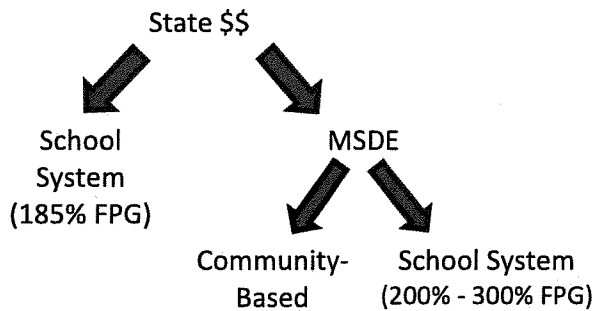 State $$
School
System
(185% FPG)
MSDE
Community-
Based
School System
(200% - 300% FPG)